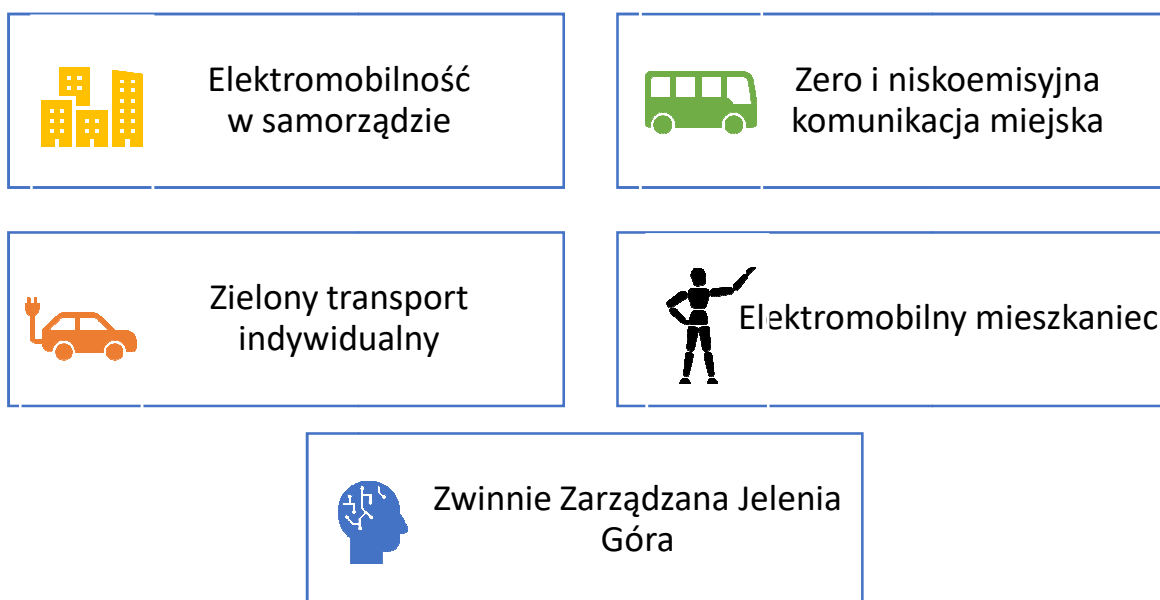 Elektromobilność
w samorządzie
Zero i niskoemisyjna
komunikacja miejska
Zielony transport
indywidualny
Elektromobilny mieszkaniec
Zwinnie Zarządzana Jelenia
Góra